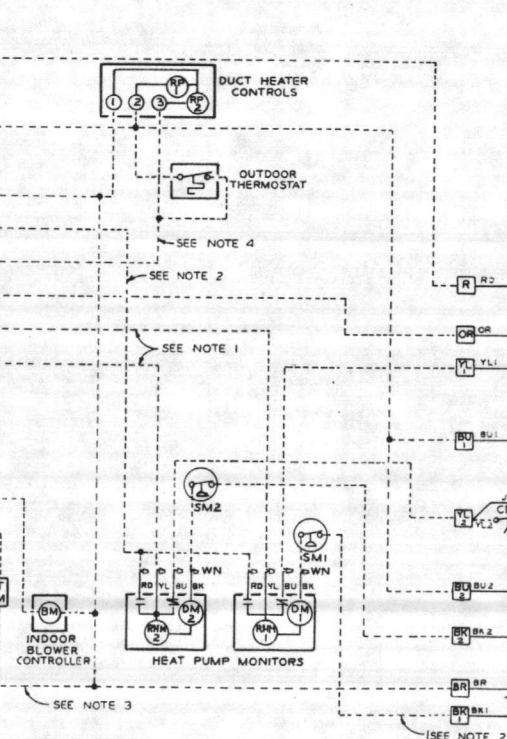 DUCT HEATER
CONTROLS
RP
1
1
2
3
RP
2
OUTDOOR
THERMOSTAT
SEE NOTE 4
SEE NOTE 2
SEE NOTE 1
R RD
OR OR
YL YL1
BU
1 BU1
SM2
SM1
Y
2 YL2
WN
RD YL BU BK
WN
RD YL BU BK
BU
2 BU2
BM
RHM
2
DM
2
RHM
1
DM
1
BK
2 BK2
INDOOR
BLOWER
CONTROLLER
HEAT PUMP MONITORS
BR BR
SEE NOTE 3
BK
1 BK1
SEE NOTE 2